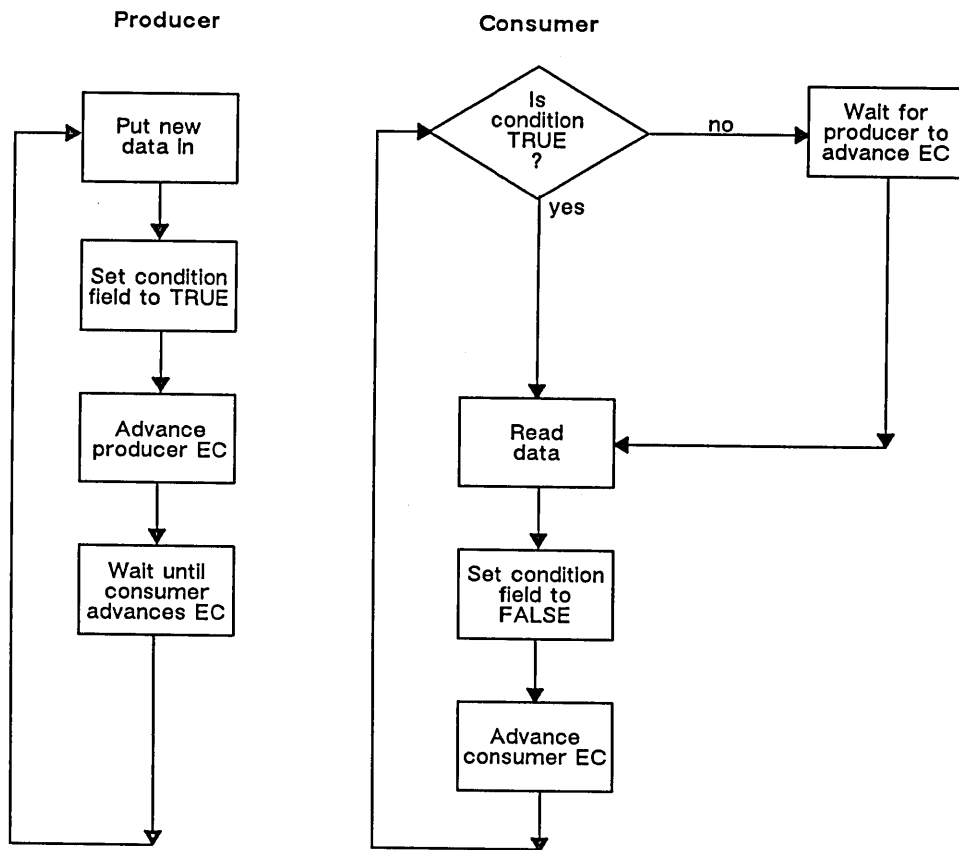 Producer
Put new
data in
Set condition
field to TRUE
Advance
producer EC
Wait until
consumer
advances EC
Consumer
Is
condition
TRUE
?
no
yes
Wait for
producer to
advance EC
Read
data
Set condition
field to
FALSE
Advance
consumer EC